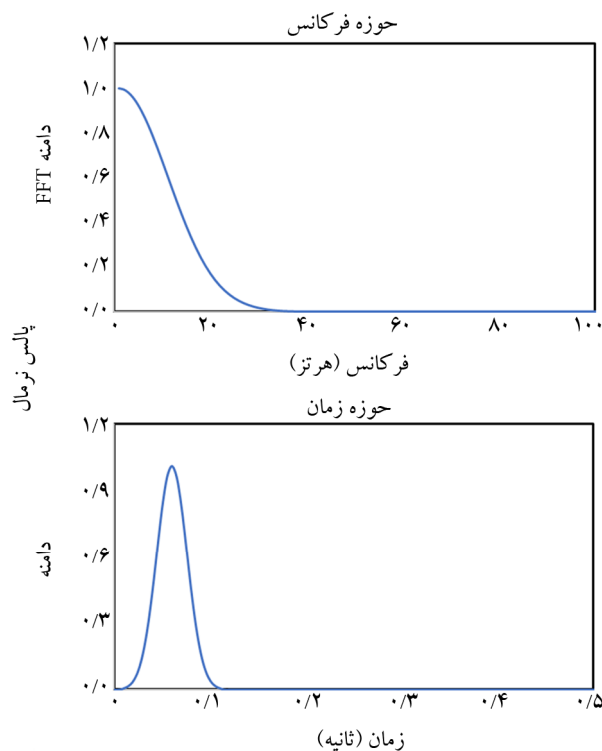 حوزه فرکانس
۱/۲
۱/۰
۰/۸
۰/۶
۰/۴
۰/۲
۰/۰
دامنه FFT
۰ ۲۰ ۴۰ ۶۰ ۸۰ ۱۰۰
فرکانس (هرتز)
پالس نرمال
حوزه زمان
۱/۲
۰/۹
۰/۶
۰/۳
۰/۰
دامنه
۰ ۰/۱ ۰/۲ ۰/۳ ۰/۴ ۰/۵
زمان (ثانیه)